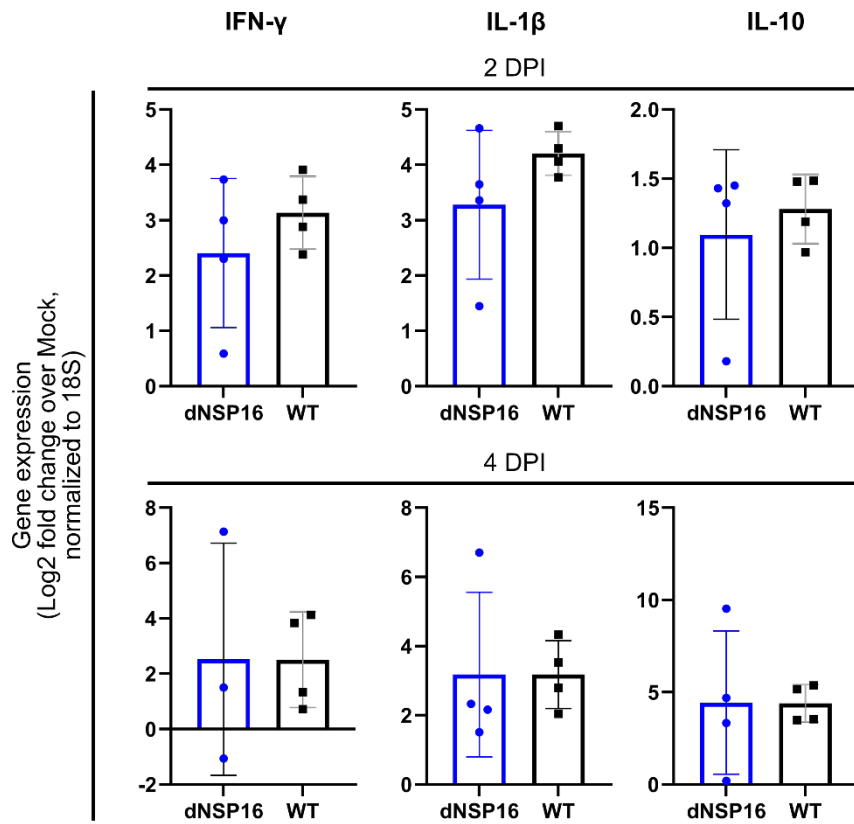 IFN-γ IL-1β IL-10
2 DPI
Gene expression
(Log2 fold change over Mock,
normalized to 18S)
5
4
3
2
1
0
dNSP16 WT
5
4
3
2
1
0
dNSP16 WT
2.0
1.5
1.0
0.5
0.0
dNSP16 WT
4 DPI
8
6
4
2
0
-2
dNSP16 WT
8
6
4
2
0
dNSP16 WT
15
10
5
0
dNSP16 WT